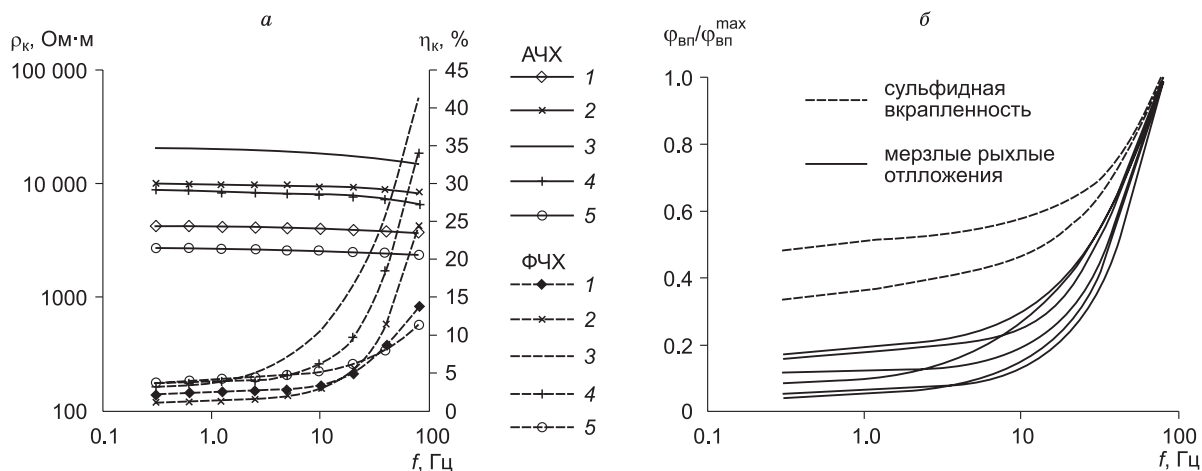 а
ρк, Ом·м
ηк, %
100 000
10 000
1000
100
45
40
35
30
25
20
15
10
5
0
0.1
1.0
10
100
f, Гц
АЧХ
1
2
3
4
5
ФЧХ
1
2
3
4
5
б
φвп/φвп max
1.0
0.8
0.6
0.4
0.2
0
0.1
1.0
10
100
f, Гц
сульфидная
вкрапленность
мерзлые рыхлые
отлложения